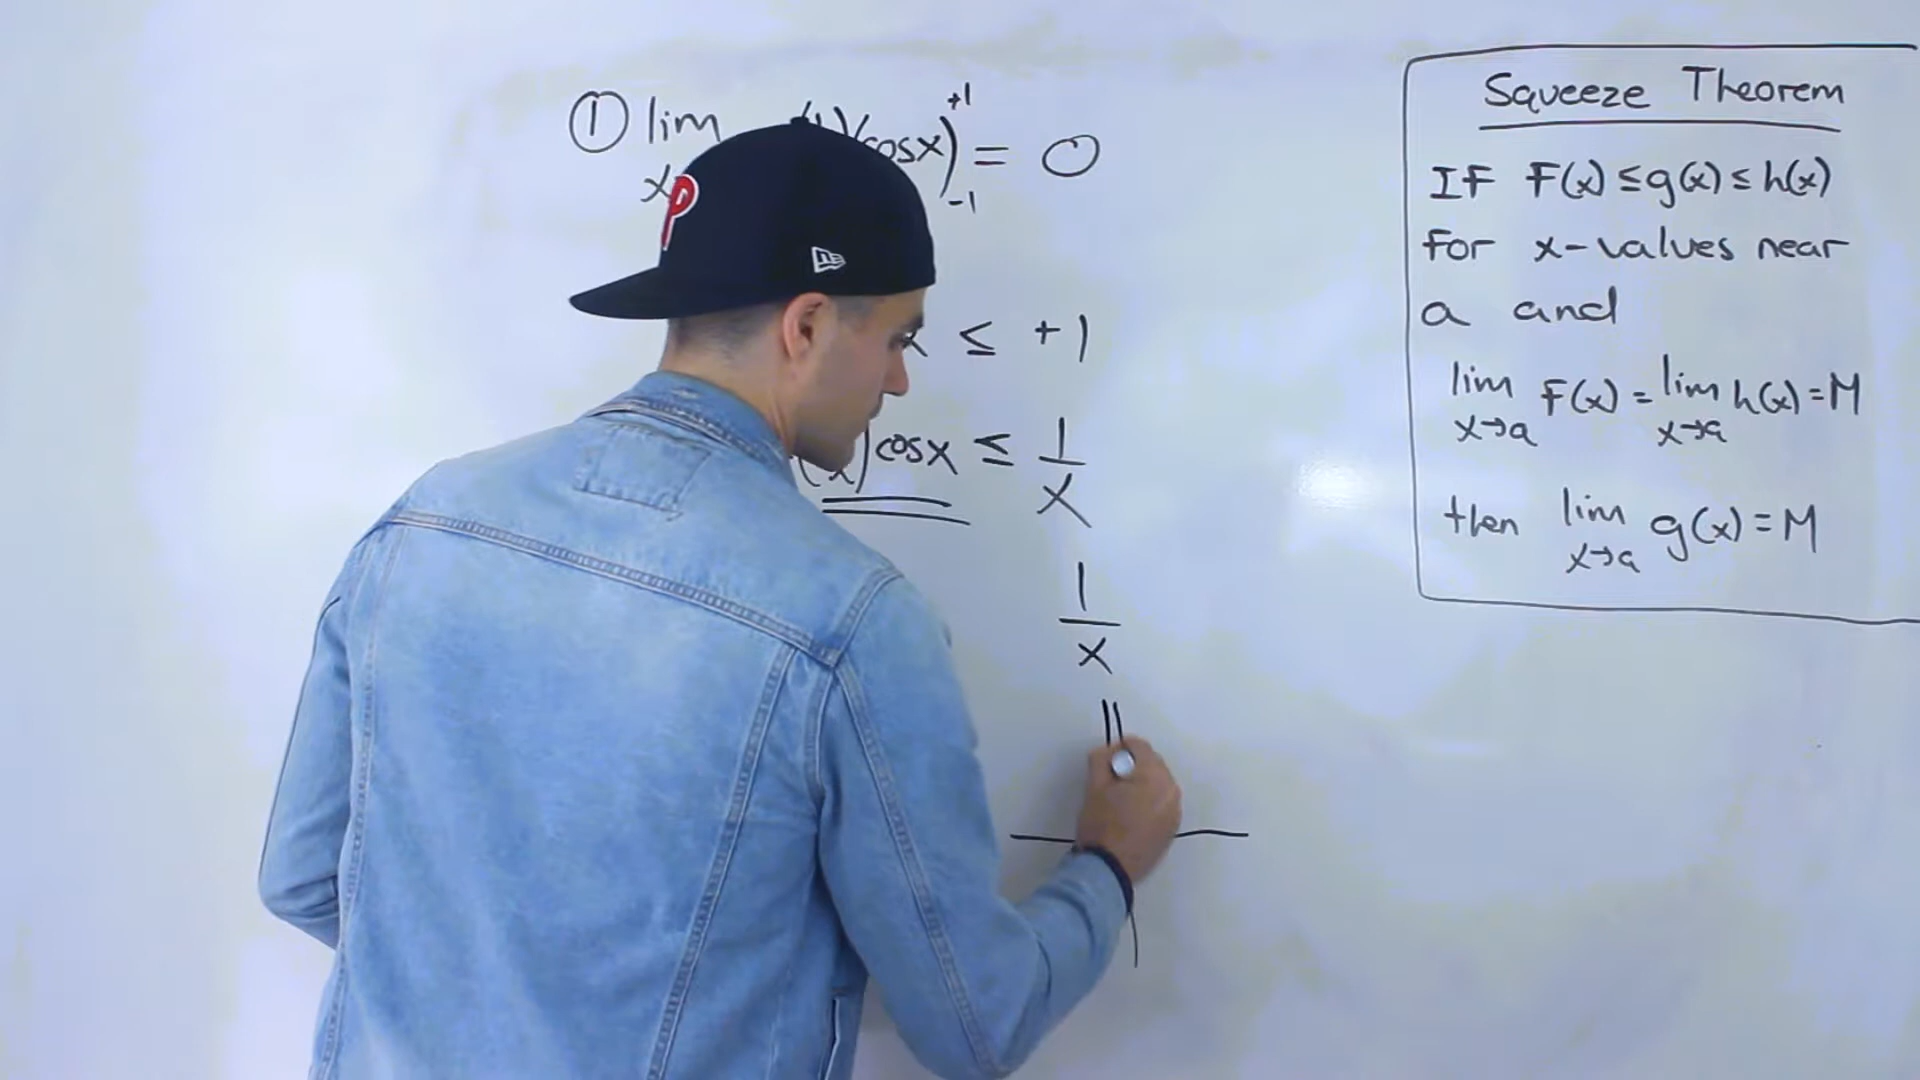 ① lim (cosx) +1 -1 = 0
x
x ≤ +1
(x) cosx ≤ 1/x
1/x
P
NE
Squeeze Theorem
IF F(x) ≤ g(x) ≤ h(x)
For x-values near
a and
lim x→a F(x) = lim x→a h(x) = M
then lim x→a g(x) = M